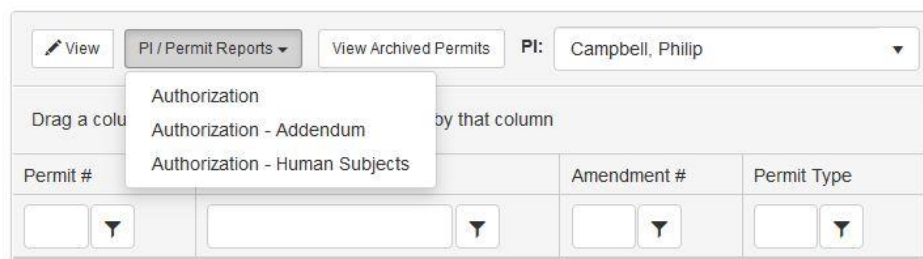 View PI / Permit Reports View Archived Permits PI: Campbell, Philip
Authorization
Drag a colu by that column
Authorization - Addendum
Authorization - Human Subjects
Permit # Amendment # Permit Type